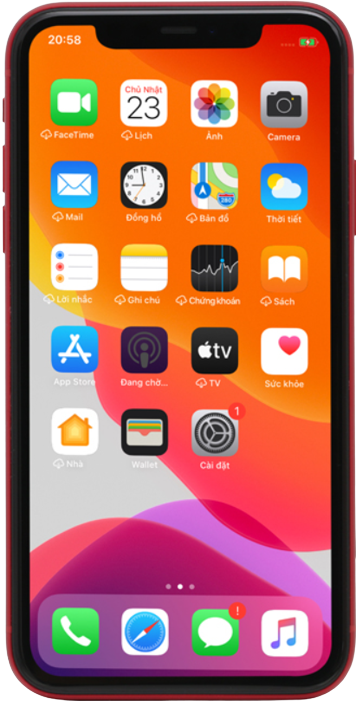 20:58
FaceTime
Chủ Nhật
23
Lịch
Ảnh
Camera
Mail
Đồng hồ
280
Bản đồ
Thời tiết
Lời nhắc
Ghi chú
Chứng khoán
Sách
App Store
Đang chờ...
tv
TV
Sức khỏe
Nhà
Wallet
1
Cài đặt
!